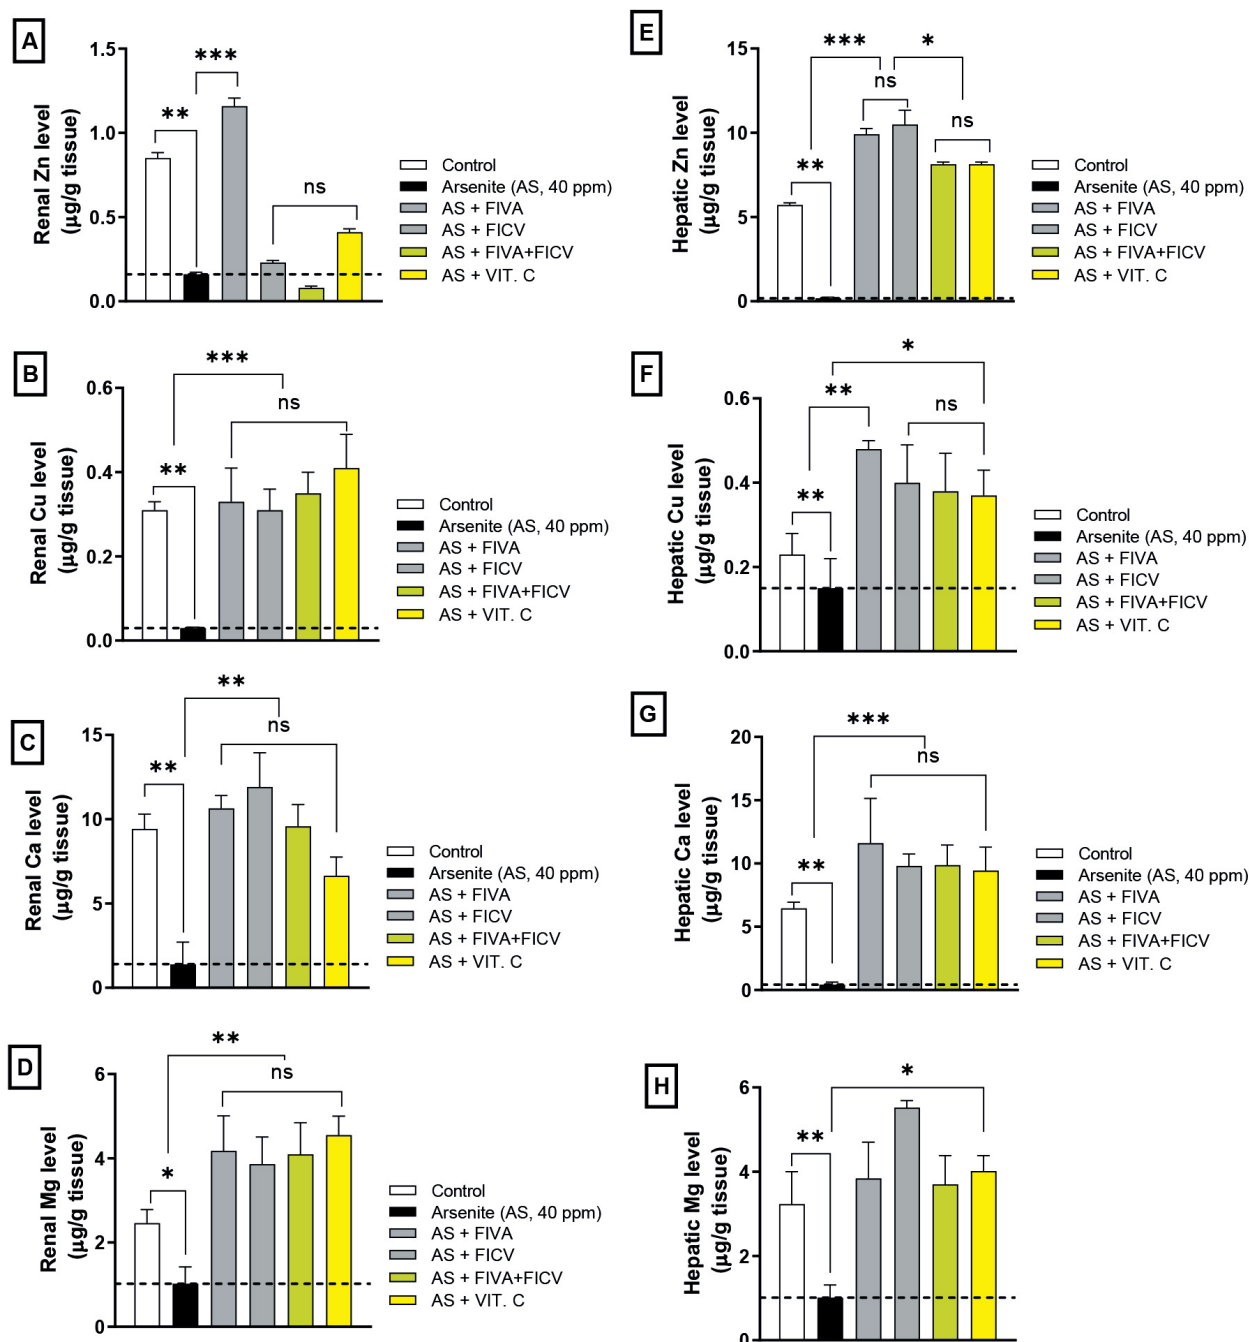 A
Renal Zn level
(µg/g tissue)
1.5
1.0
0.5
0.0
**
***
ns
Control
Arsenite (AS, 40 ppm)
AS + FIVA
AS + FICV
AS + FIVA+FICV
AS + VIT. C
B
Renal Cu level
(µg/g tissue)
0.6
0.4
0.2
0.0
***
ns
**
Control
Arsenite (AS, 40 ppm)
AS + FIVA
AS + FICV
AS + FIVA+FICV
AS + VIT. C
C
Renal Ca level
(µg/g tissue)
15
10
5
0
**
ns
**
Control
Arsenite (AS, 40 ppm)
AS + FIVA
AS + FICV
AS + FIVA+FICV
AS + VIT. C
D
Renal Mg level
(µg/g tissue)
6
4
2
0
**
ns
*
Control
Arsenite (AS, 40 ppm)
AS + FIVA
AS + FICV
AS + FIVA+FICV
AS + VIT. C
E
Hepatic Zn level
(µg/g tissue)
15
10
5
0
***
*
ns
ns
**
Control
Arsenite (AS, 40 ppm)
AS + FIVA
AS + FICV
AS + FIVA+FICV
AS + VIT. C
F
Hepatic Cu level
(µg/g tissue)
0.6
0.4
0.2
0.0
*
**
ns
**
Control
Arsenite (AS, 40 ppm)
AS + FIVA
AS + FICV
AS + FIVA+FICV
AS + VIT. C
G
Hepatic Ca level
(µg/g tissue)
20
15
10
5
0
***
ns
**
Control
Arsenite (AS, 40 ppm)
AS + FIVA
AS + FICV
AS + FIVA+FICV
AS + VIT. C
H
Hepatic Mg level
(µg/g tissue)
6
4
2
0
*
**